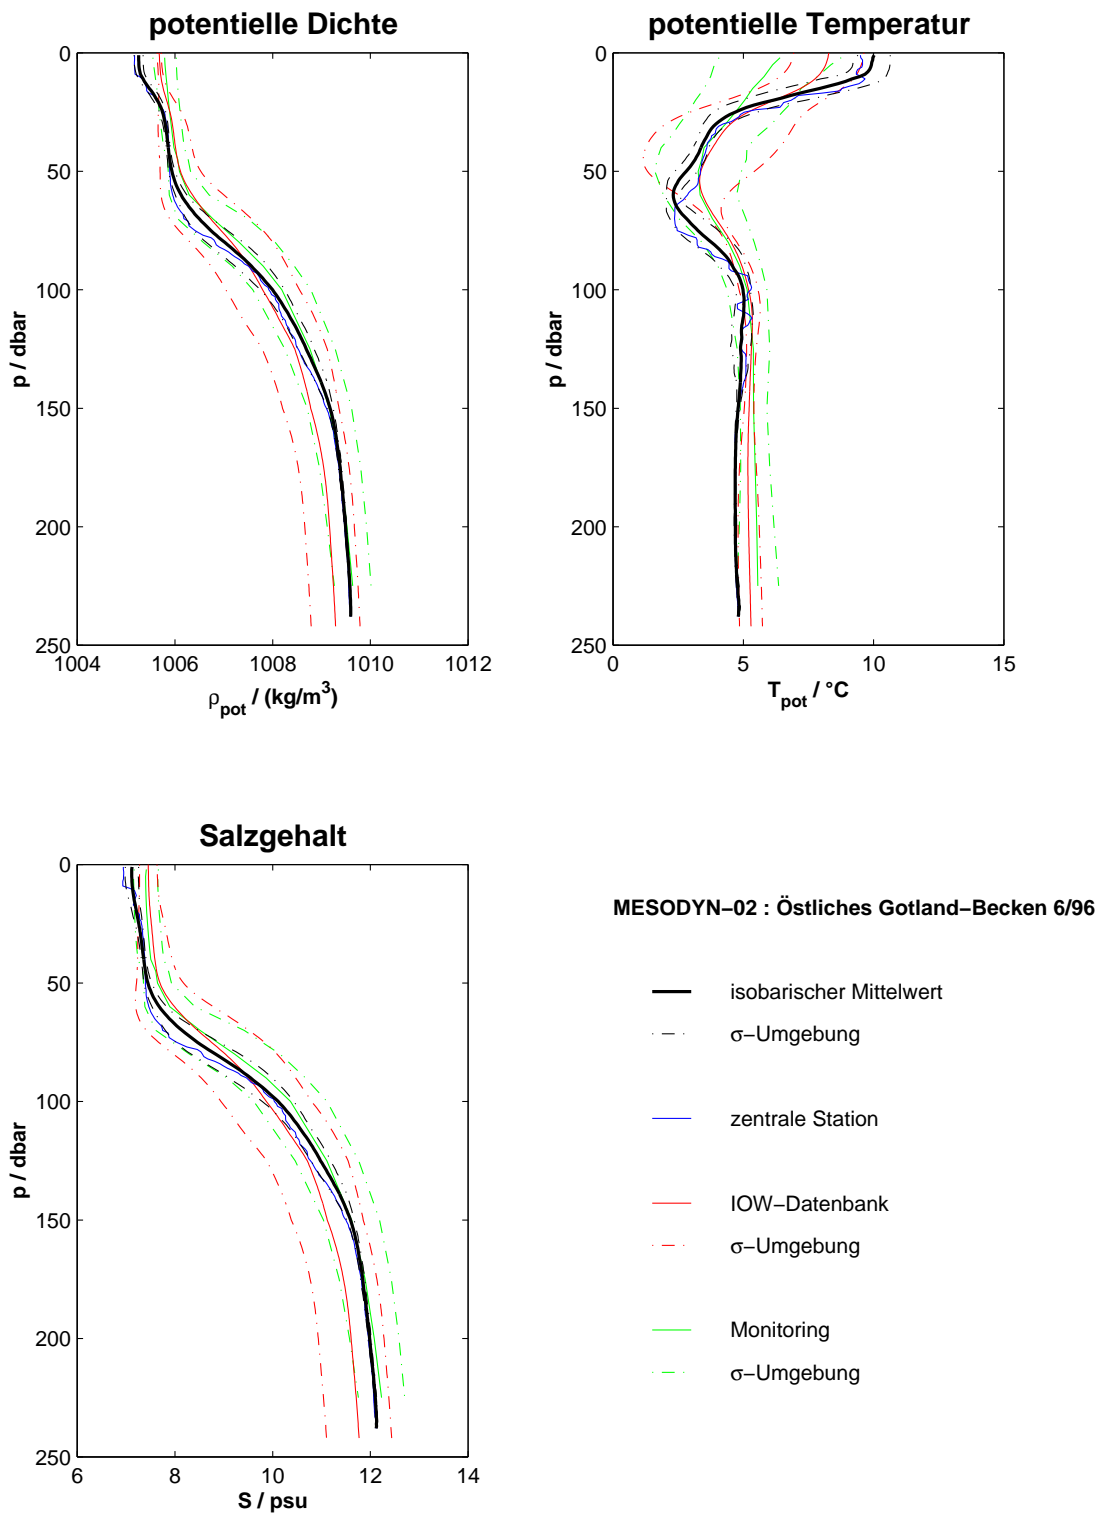 potentielle Dichte
0
50
100
150
200
250
p / dbar
1004 1006 1008 1010 1012
ρpot / (kg/m3)
potentielle Temperatur
0
50
100
150
200
250
p / dbar
0 5 10 15
Tpot / °C
Salzgehalt
0
50
100
150
200
250
p / dbar
6 8 10 12 14
S / psu
MESODYN−02 : Östliches Gotland−Becken 6/96
isobarischer Mittelwert
σ−Umgebung
zentrale Station
IOW−Datenbank
σ−Umgebung
Monitoring
σ−Umgebung